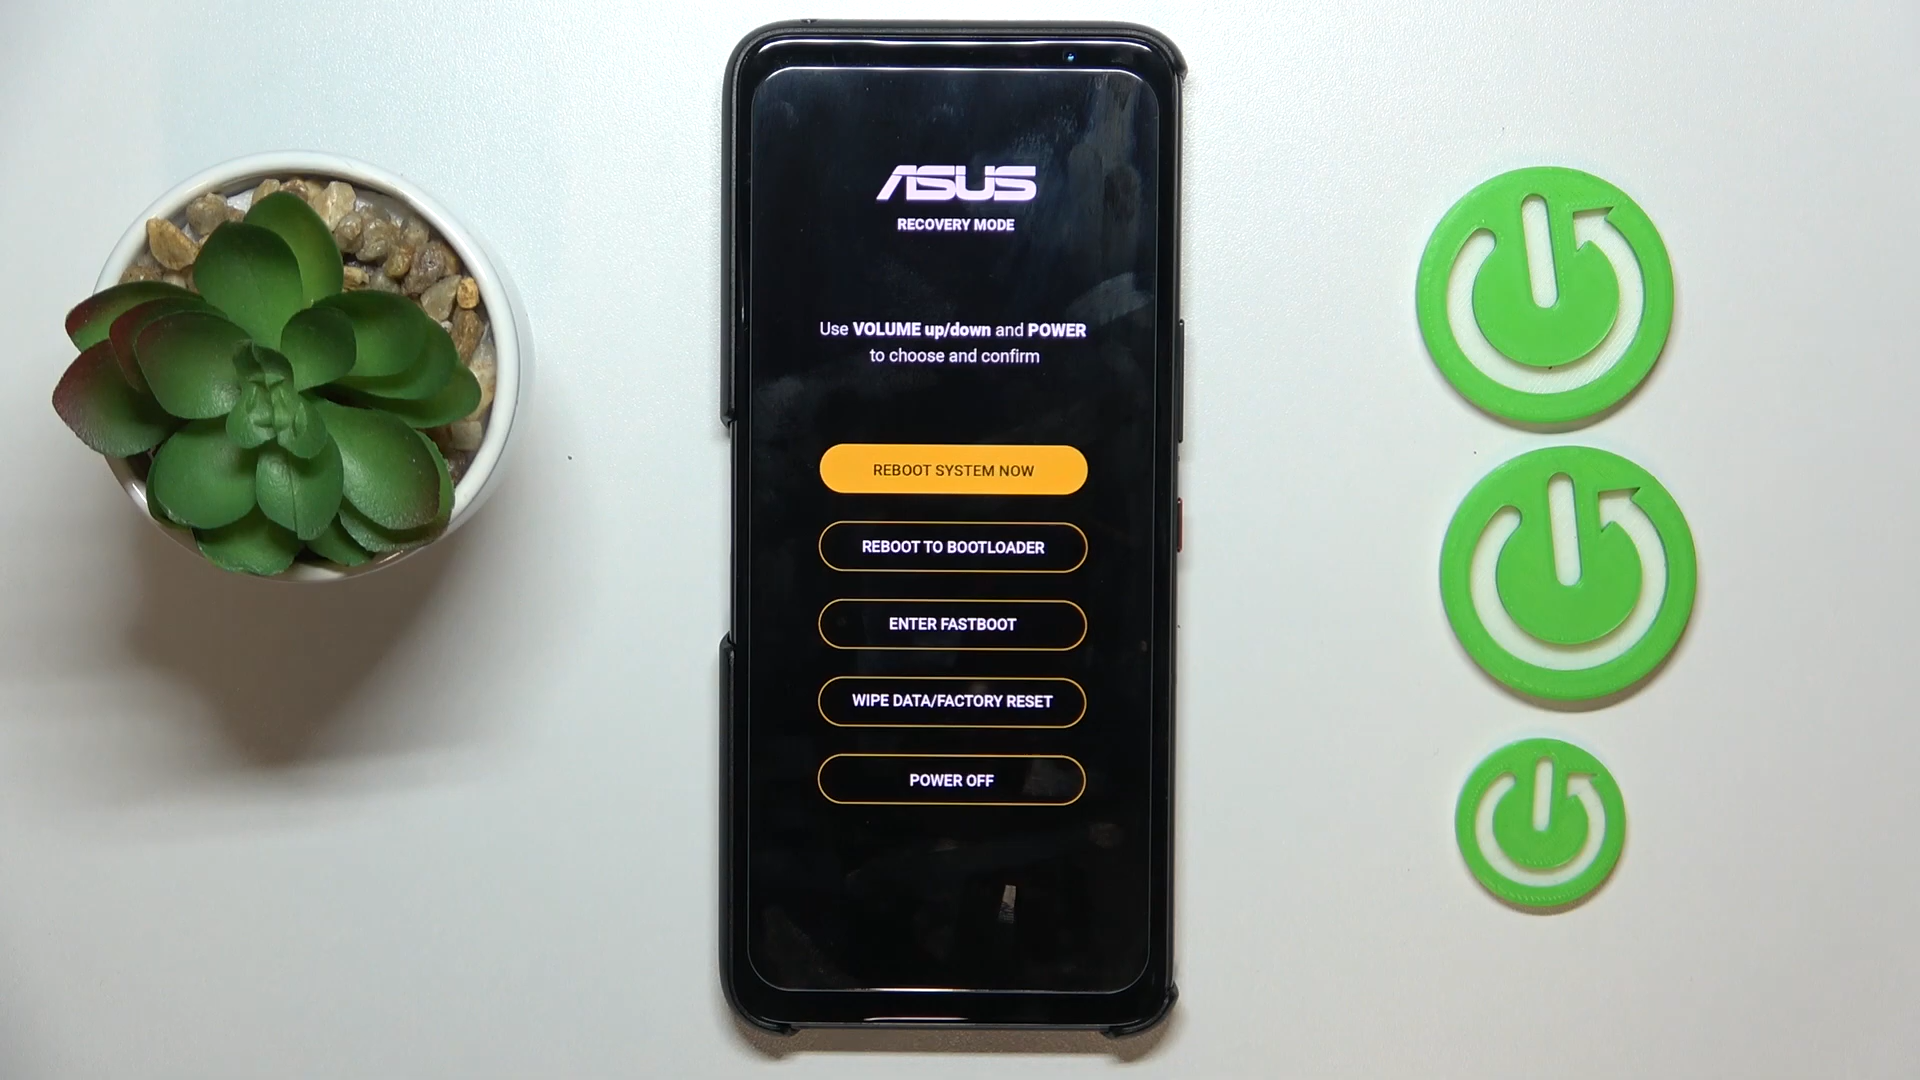 ASUS
RECOVERY MODE
Use VOLUME up/down and POWER
to choose and confirm
REBOOT SYSTEM NOW
REBOOT TO BOOTLOADER
ENTER FASTBOOT
WIPE DATA/FACTORY RESET
POWER OFF